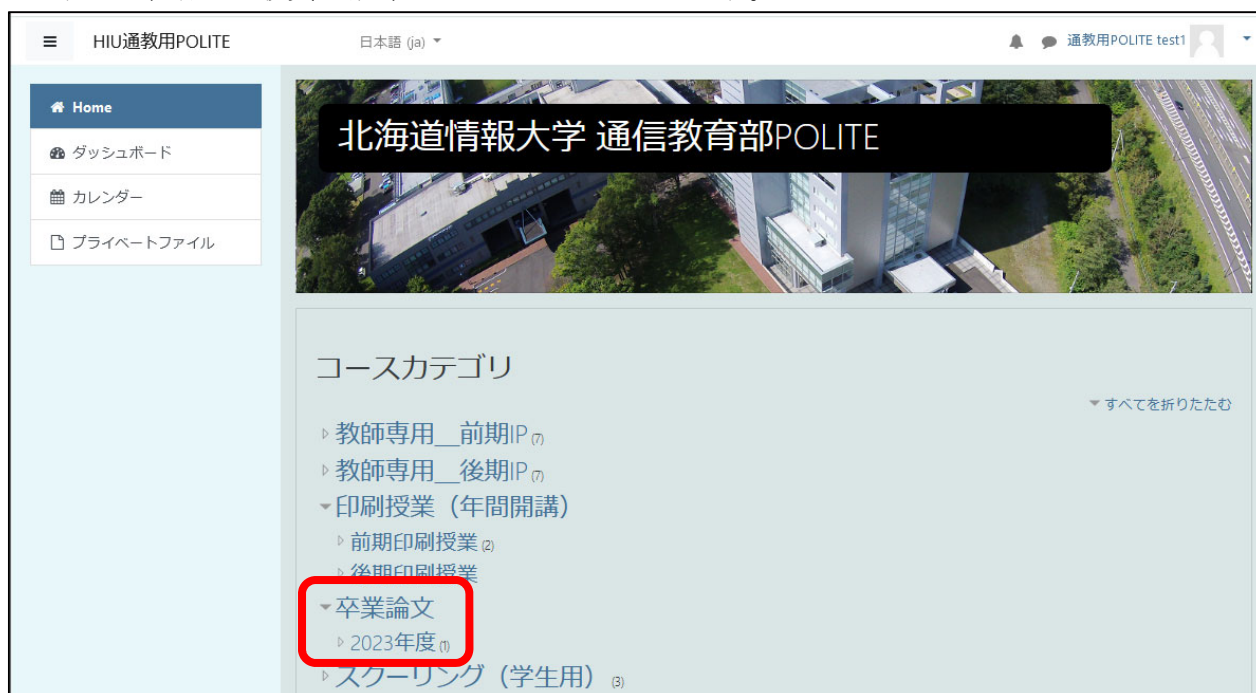 HIU通教用POLITE
日本語 (ja)
通教用POLITE test1
Home
ダッシュボード
カレンダー
プライベートファイル
北海道情報大学 通信教育部POLITE
コースカテゴリ
すべてを折りたたむ
教師専用__前期IP (7)
教師専用__後期IP (7)
印刷授業（年間開講）
前期印刷授業 (2)
後期印刷授業
卒業論文
2023年度 (1)
スクーリング（学生用） (3)